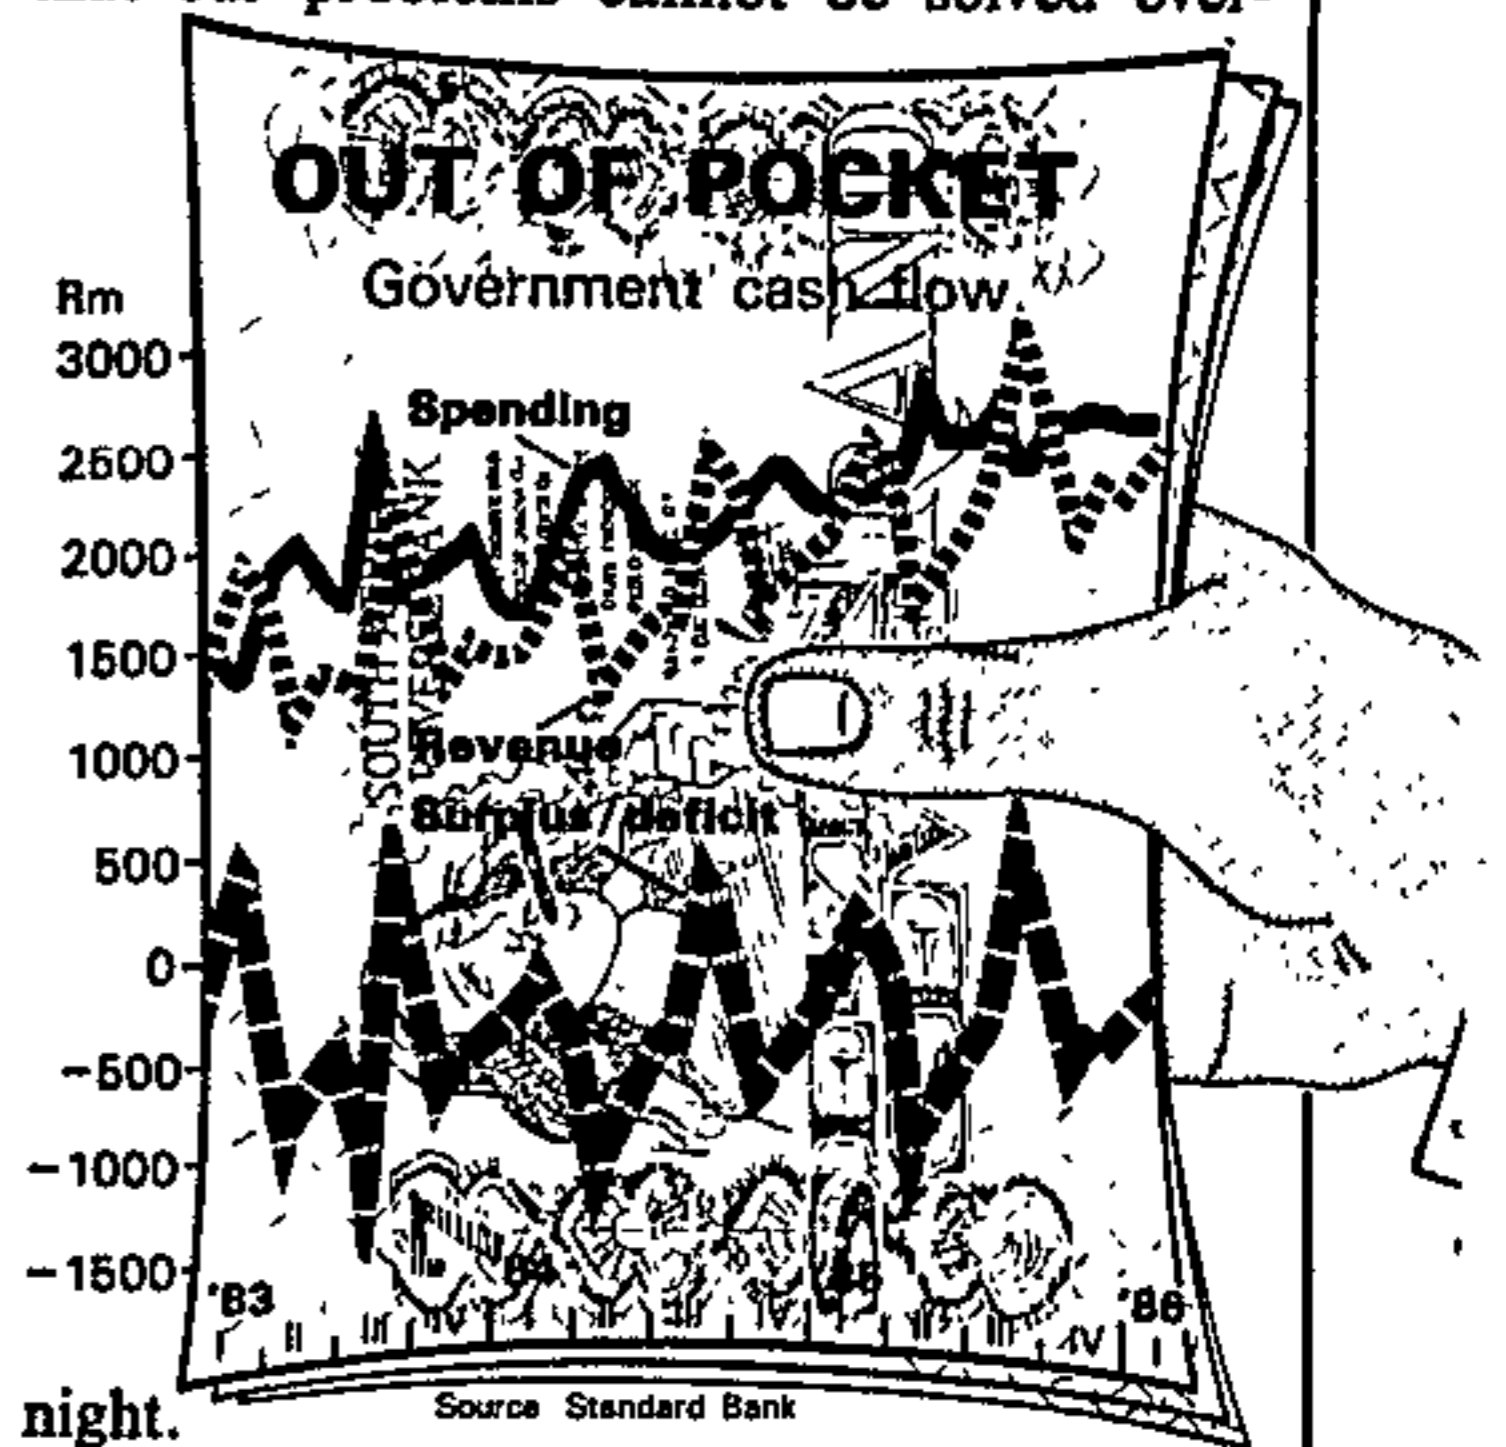 OUT OF POCKET
Government cash flow
Rm
3000
2500
2000
1500
1000
500
0
-500
-1000
-1500
Spending
Revenue
Surplus/deficit
SOUTH
'83
II
III
IV
'84
II
III
IV
'85
II
III
IV
'86
I
Source Standard Bank
night.